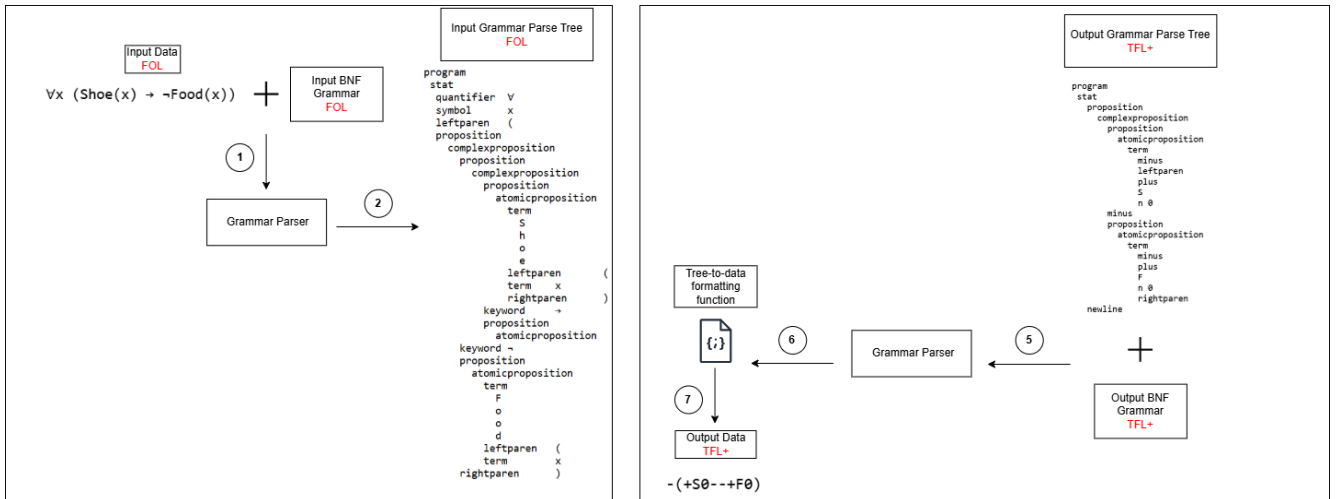 Input Data
FOL
∀x (Shoe(x) → ¬Food(x))
+
Input BNF
Grammar
FOL
1
Grammar Parser
2
Input Grammar Parse Tree
FOL
program
stat
quantifier ∀
symbol x
leftparen (
proposition
complexproposition
proposition
complexproposition
proposition
atomicproposition
term
S
h
o
e
leftparen (
term x
rightparen )
keyword →
proposition
atomicproposition
keyword ¬
proposition
atomicproposition
term
F
o
o
d
leftparen (
term x
rightparen )
Output Grammar Parse Tree
TFL+
program
stat
proposition
complexproposition
proposition
atomicproposition
term
minus
leftparen
plus
S
n 0
minus
proposition
atomicproposition
term
minus
plus
F
n 0
rightparen
newline
+
Output BNF
Grammar
TFL+
5
Grammar Parser
6
Tree-to-data
formatting
function
{;}
7
Output Data
TFL+
-(+S0--+F0)